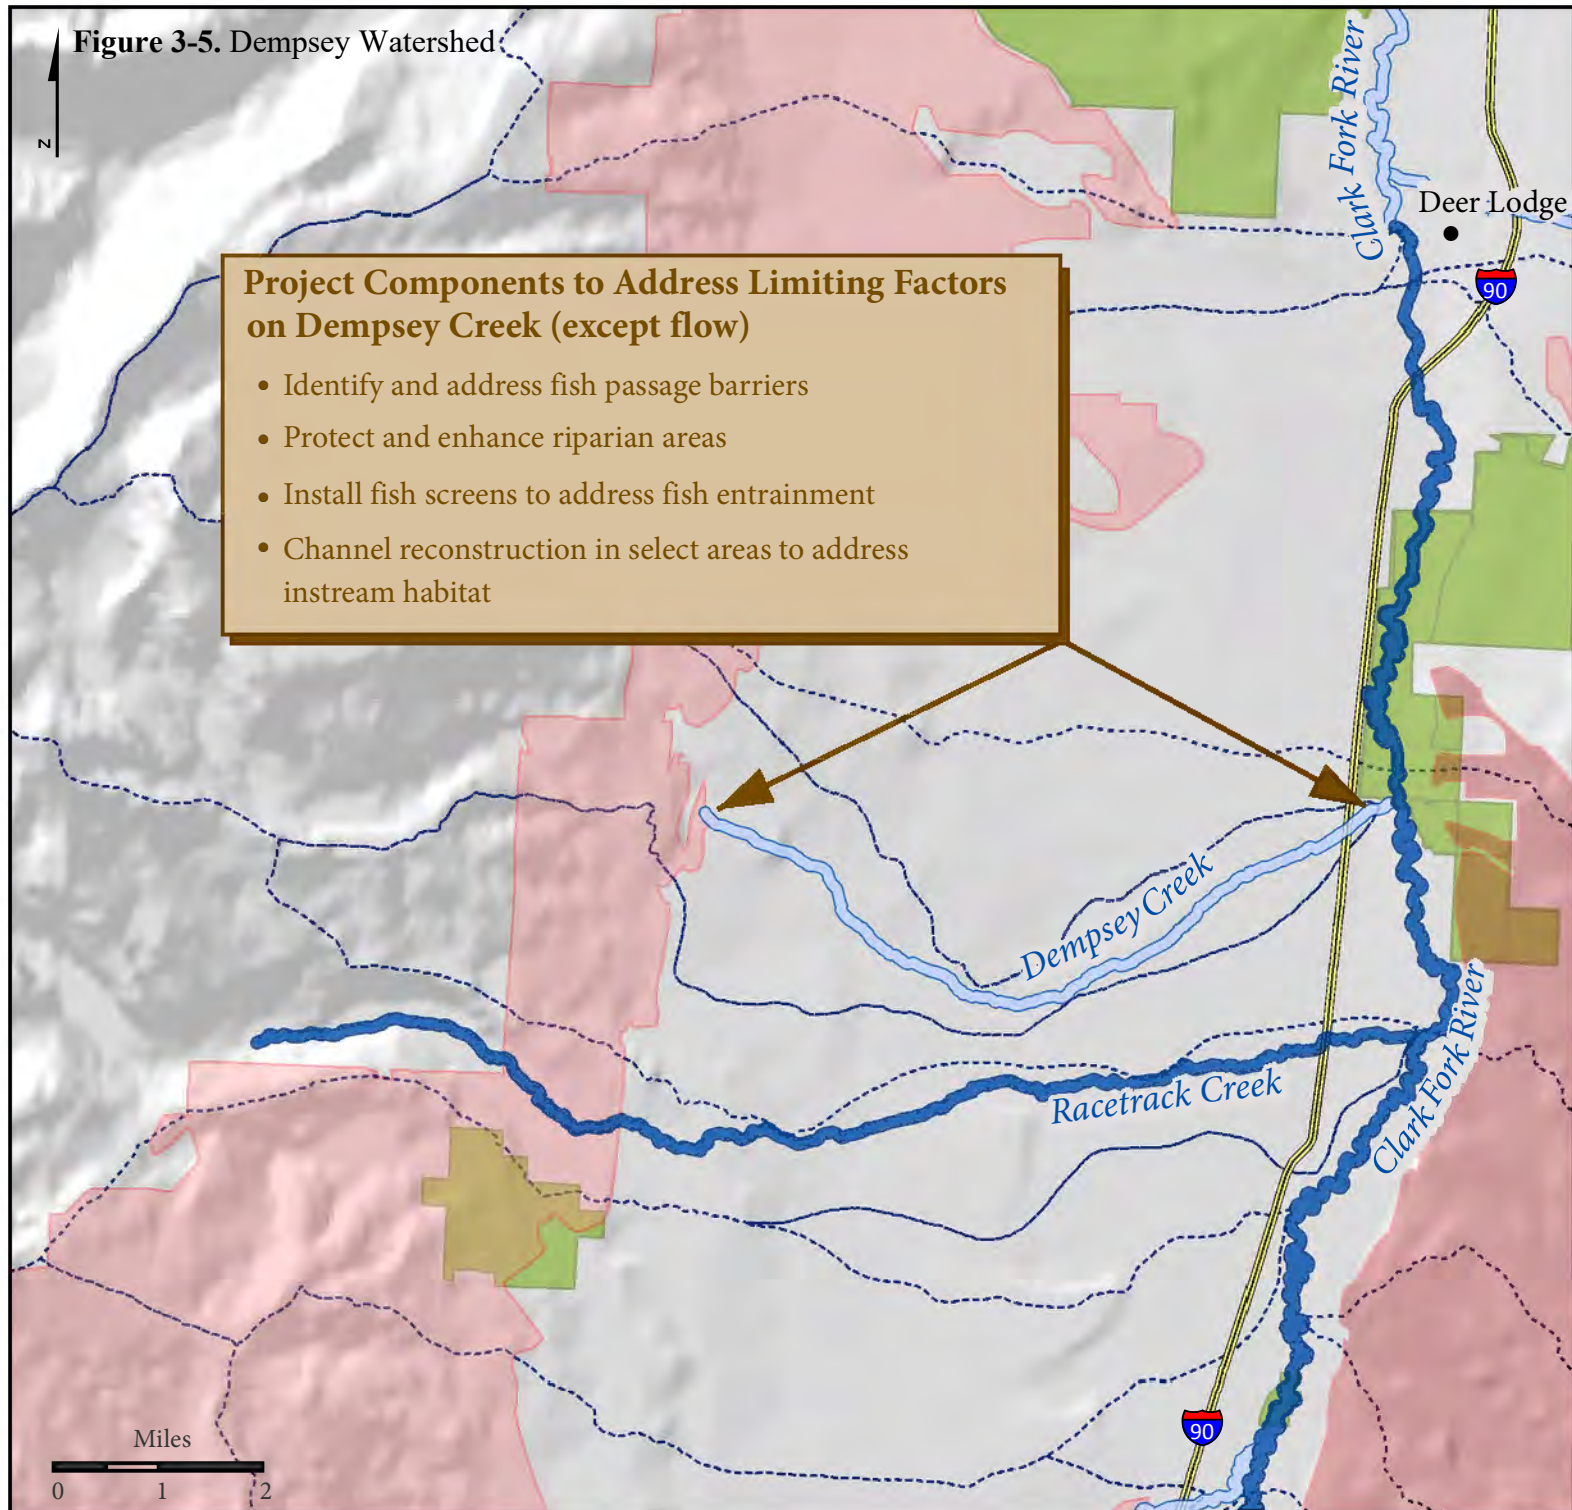 Figure 3-5. Dempsey Watershed
N
Clark Fork River
Deer Lodge
90
Project Components to Address Limiting Factors
on Dempsey Creek (except flow)
• Identify and address fish passage barriers
• Protect and enhance riparian areas
• Install fish screens to address fish entrainment
• Channel reconstruction in select areas to address
instream habitat
Dempsey Creek
Racetrack Creek
Clark Fork River
90
Miles
0 1 2